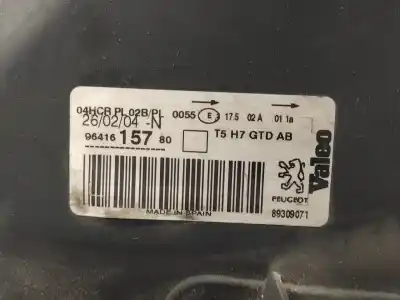 04HCR PL 02B/PL 0055 E 17.5 02 A 01 1a
26/02/04 -N
96416 157 80 T5 H7 GTD AB
Valeo
PEUGEOT
MADE IN SPAIN 89309071